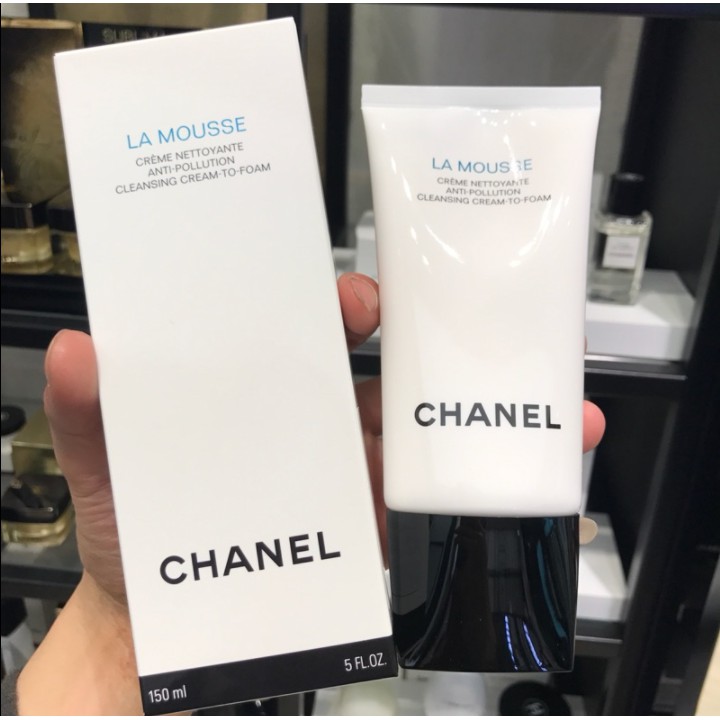 LA MOUSSE
CRÈME NETTOYANTE
ANTI-POLLUTION
CLEANSING CREAM-TO-FOAM
CHANEL
150 ml
5 FL.OZ.
LA MOUSSE
CRÈME NETTOYANTE
ANTI-POLLUTION
CLEANSING CREAM-TO-FOAM
CHANEL